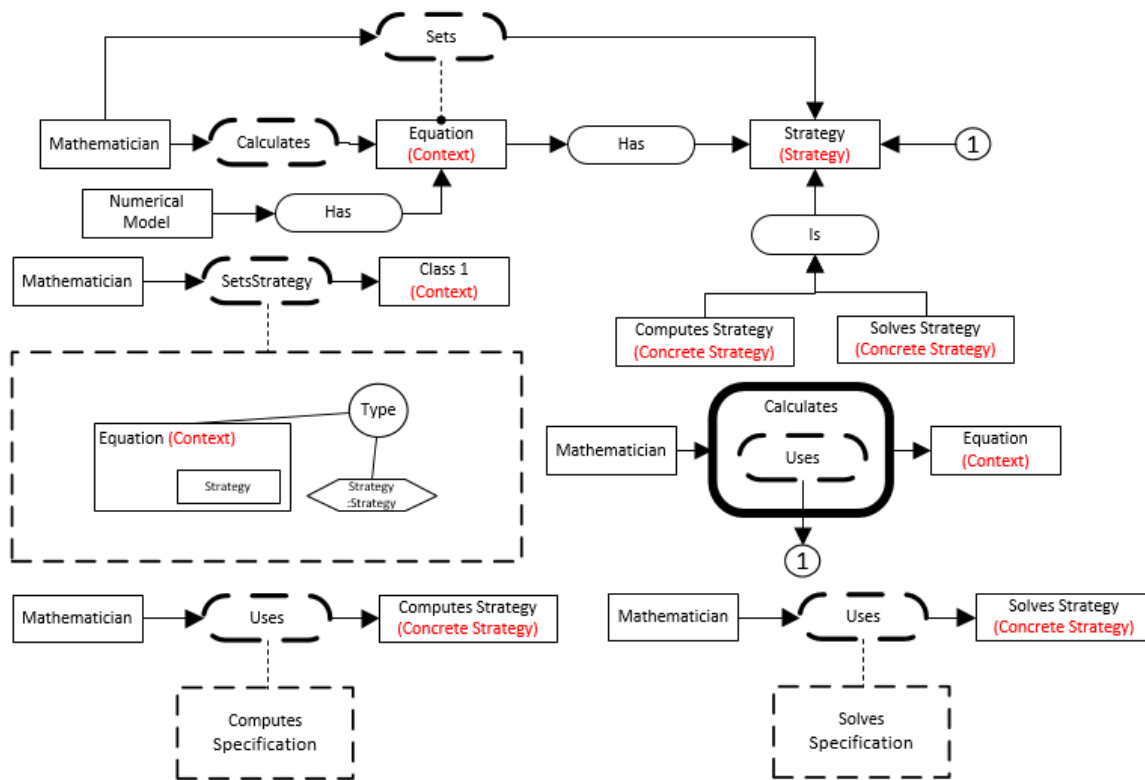 Sets
Mathematician
Calculates
Equation
(Context)
Has
Strategy
(Strategy)
1
Numerical
Model
Has
Is
Mathematician
SetsStrategy
Class 1
(Context)
Computes Strategy
(Concrete Strategy)
Solves Strategy
(Concrete Strategy)
Type
Equation (Context)
Strategy
Strategy
::Strategy
Calculates
Mathematician
Uses
Equation
(Context)
1
Mathematician
Uses
Computes Strategy
(Concrete Strategy)
Computes
Specification
Mathematician
Uses
Solves Strategy
(Concrete Strategy)
Solves
Specification